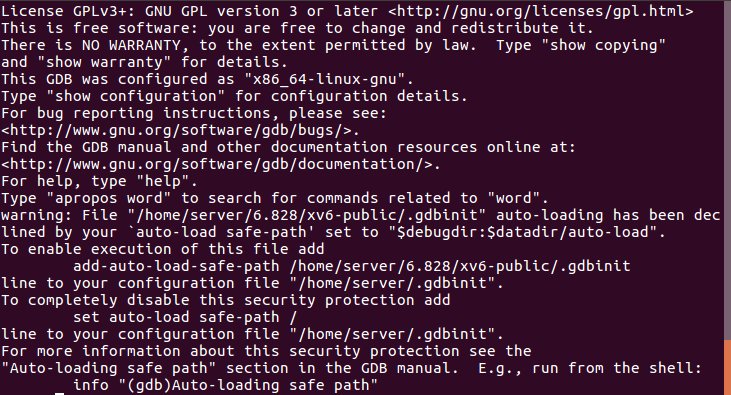 License GPLv3+: GNU GPL version 3 or later <http://gnu.org/licenses/gpl.html>
This is free software: you are free to change and redistribute it.
There is NO WARRANTY, to the extent permitted by law.  Type "show copying"
and "show warranty" for details.
This GDB was configured as "x86_64-linux-gnu".
Type "show configuration" for configuration details.
For bug reporting instructions, please see:
<http://www.gnu.org/software/gdb/bugs/>.
Find the GDB manual and other documentation resources online at:
<http://www.gnu.org/software/gdb/documentation/>.
For help, type "help".
Type "apropos word" to search for commands related to "word".
warning: File "/home/server/6.828/xv6-public/.gdbinit" auto-loading has been dec
lined by your `auto-load safe-path' set to "$debugdir:$datadir/auto-load".
To enable execution of this file add
        add-auto-load-safe-path /home/server/6.828/xv6-public/.gdbinit
line to your configuration file "/home/server/.gdbinit".
To completely disable this security protection add
        set auto-load safe-path /
line to your configuration file "/home/server/.gdbinit".
For more information about this security protection see the
"Auto-loading safe path" section in the GDB manual.  E.g., run from the shell:
        info "(gdb)Auto-loading safe path"